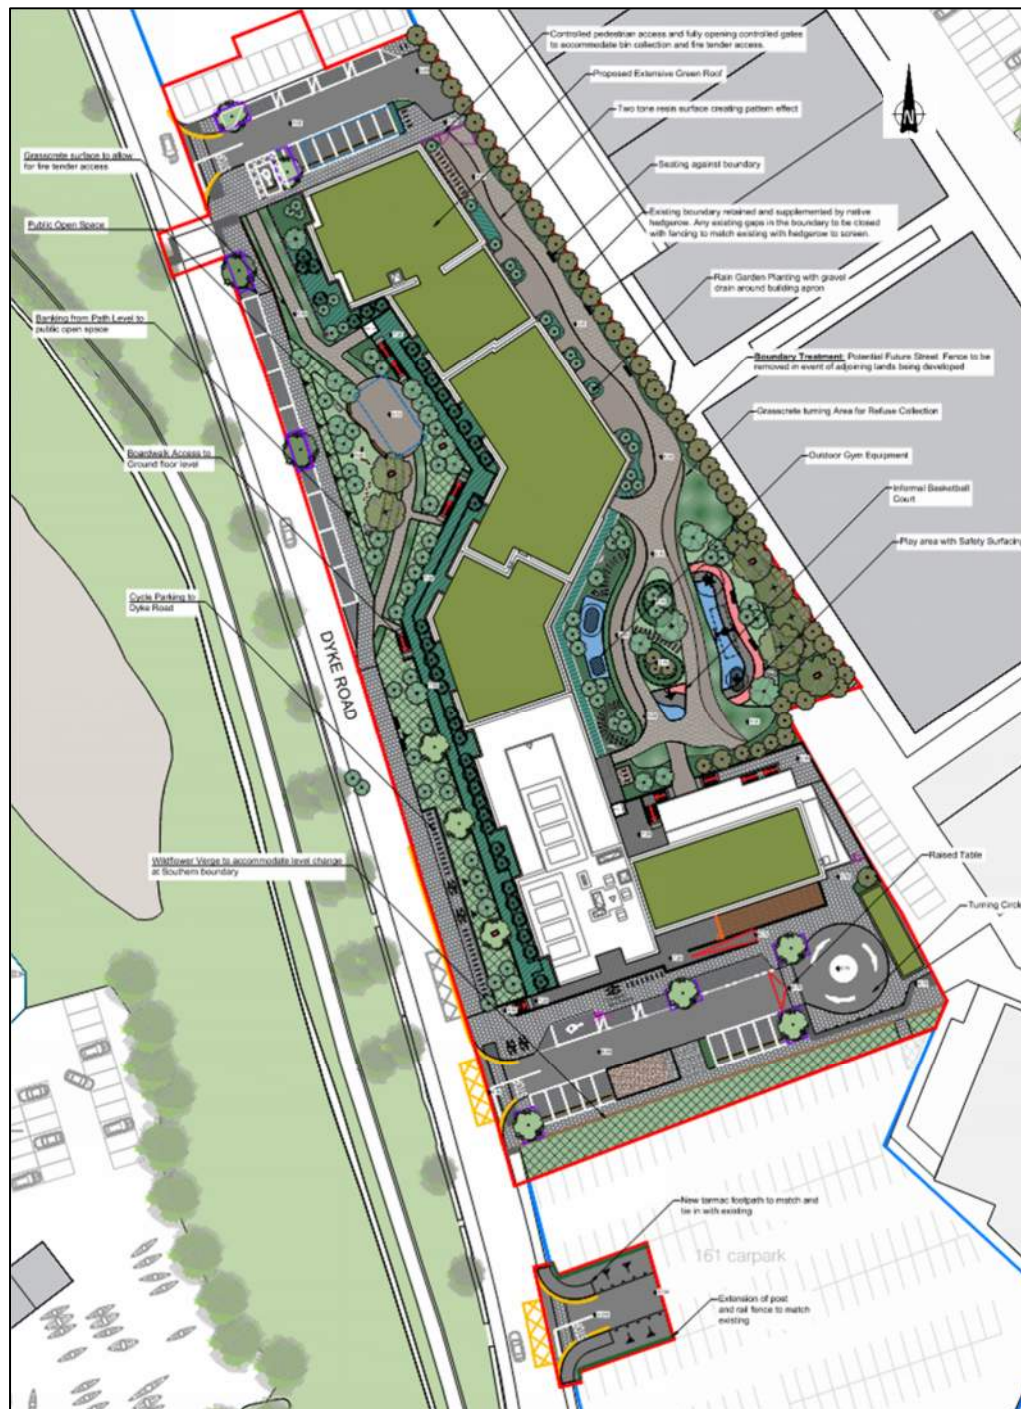 Controlled pedestrian access and fully opening controlled gates
to accommodate bin collection and fire tender access.
Proposed Extensive Green Roof
Two tone resin surface creating pattern effect
N
Grasscrete surface to allow
for fire tender access
Seating against boundary
Public Open Space
Existing boundary retained and supplemented by native
hedgerow. Any existing gaps in the boundary to be closed
with fencing to match existing with hedgerow to screen.
Rain Garden Planting with gravel
drain around building apron
Banking from Path Level to
public open space
Boundary Treatment: Potential Future Street. Fence to be
removed in event of adjoining lands being developed
Grasscrete turning Area for Refuse Collection
Boardwalk Access to
Ground floor level
Outdoor Gym Equipment
Informal Basketball
Court
Play area with Safety Surfacing
Cycle Parking to
Dyke Road
DYKE ROAD
Wildflower Verge to accommodate level change
at Southern boundary
Raised Table
Turning Circle
New tarmac footpath to match and
tie in with existing
161 carpark
Extension of post
and rail fence to match
existing